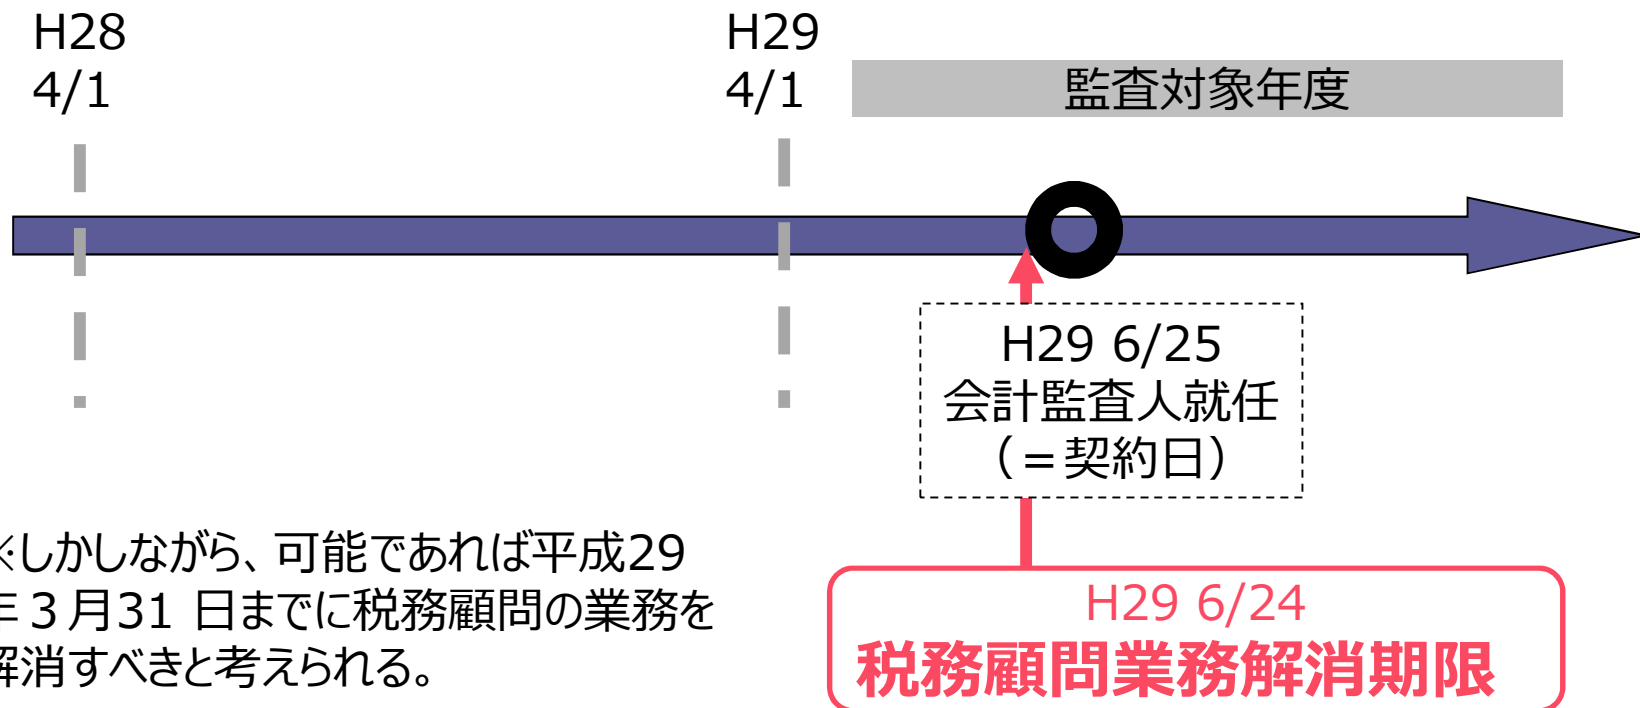 H28
4/1
H29
4/1
監査対象年度
H29 6/25
会計監査人就任
（＝契約日）
※しかしながら、可能であれば平成29
年３月31 日までに税務顧問の業務を
解消すべきと考えられる。
H29 6/24
税務顧問業務解消期限